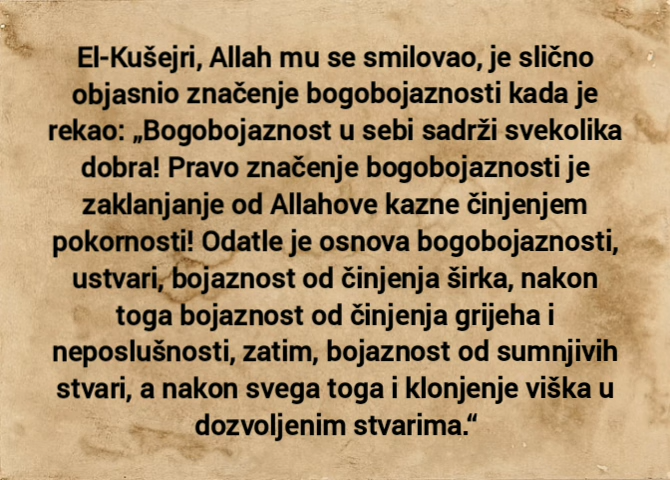 El-Kušejri, Allah mu se smilovao, je slično
objasnio značenje bogobojaznosti kada je
rekao: „Bogobojaznost u sebi sadrži svekolika
dobra! Pravo značenje bogobojaznosti je
zaklanjanje od Allahove kazne činjenjem
pokornosti! Odatle je osnova bogobojaznosti,
ustvari, bojaznost od činjenja širka, nakon
toga bojaznost od činjenja grijeha i
neposlušnosti, zatim, bojaznost od sumnjivih
stvari, a nakon svega toga i klonjenje viška u
dozvoljenim stvarima.“